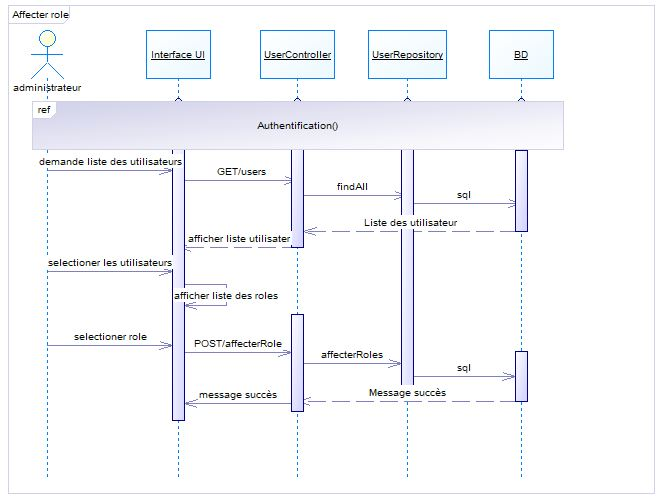 Affecter role
Interface UI
UserController
UserRepository
BD
administrateur
ref
Authentification()
demande liste des utilisateurs
GET/users
findAll
sql
Liste des utilisateur
afficher liste utilisater
selectioner les utilisateurs
afficher liste des roles
selectioner role
POST/affecterRole
affecterRoles
sql
Message succès
message succès